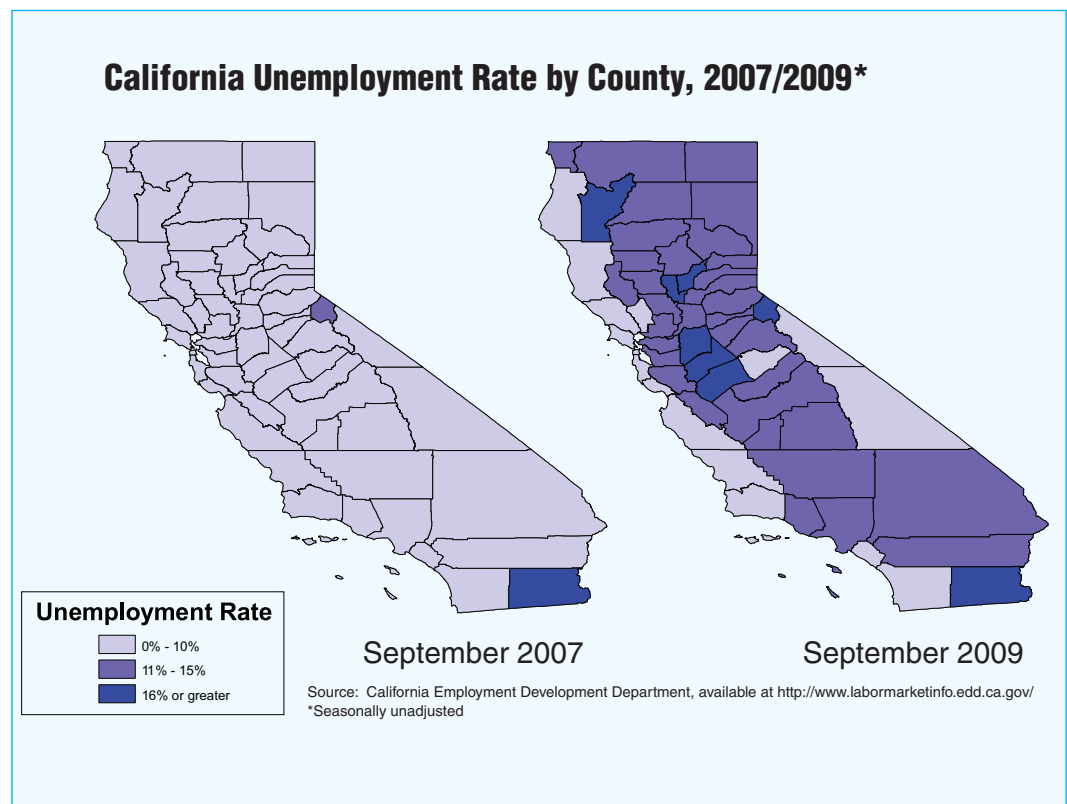 California Unemployment Rate by County, 2007/2009*
Unemployment Rate
0% - 10%
11% - 15%
16% or greater
September 2007
September 2009
Source:  California Employment Development Department, available at http://www.labormarketinfo.edd.ca.gov/
*Seasonally unadjusted